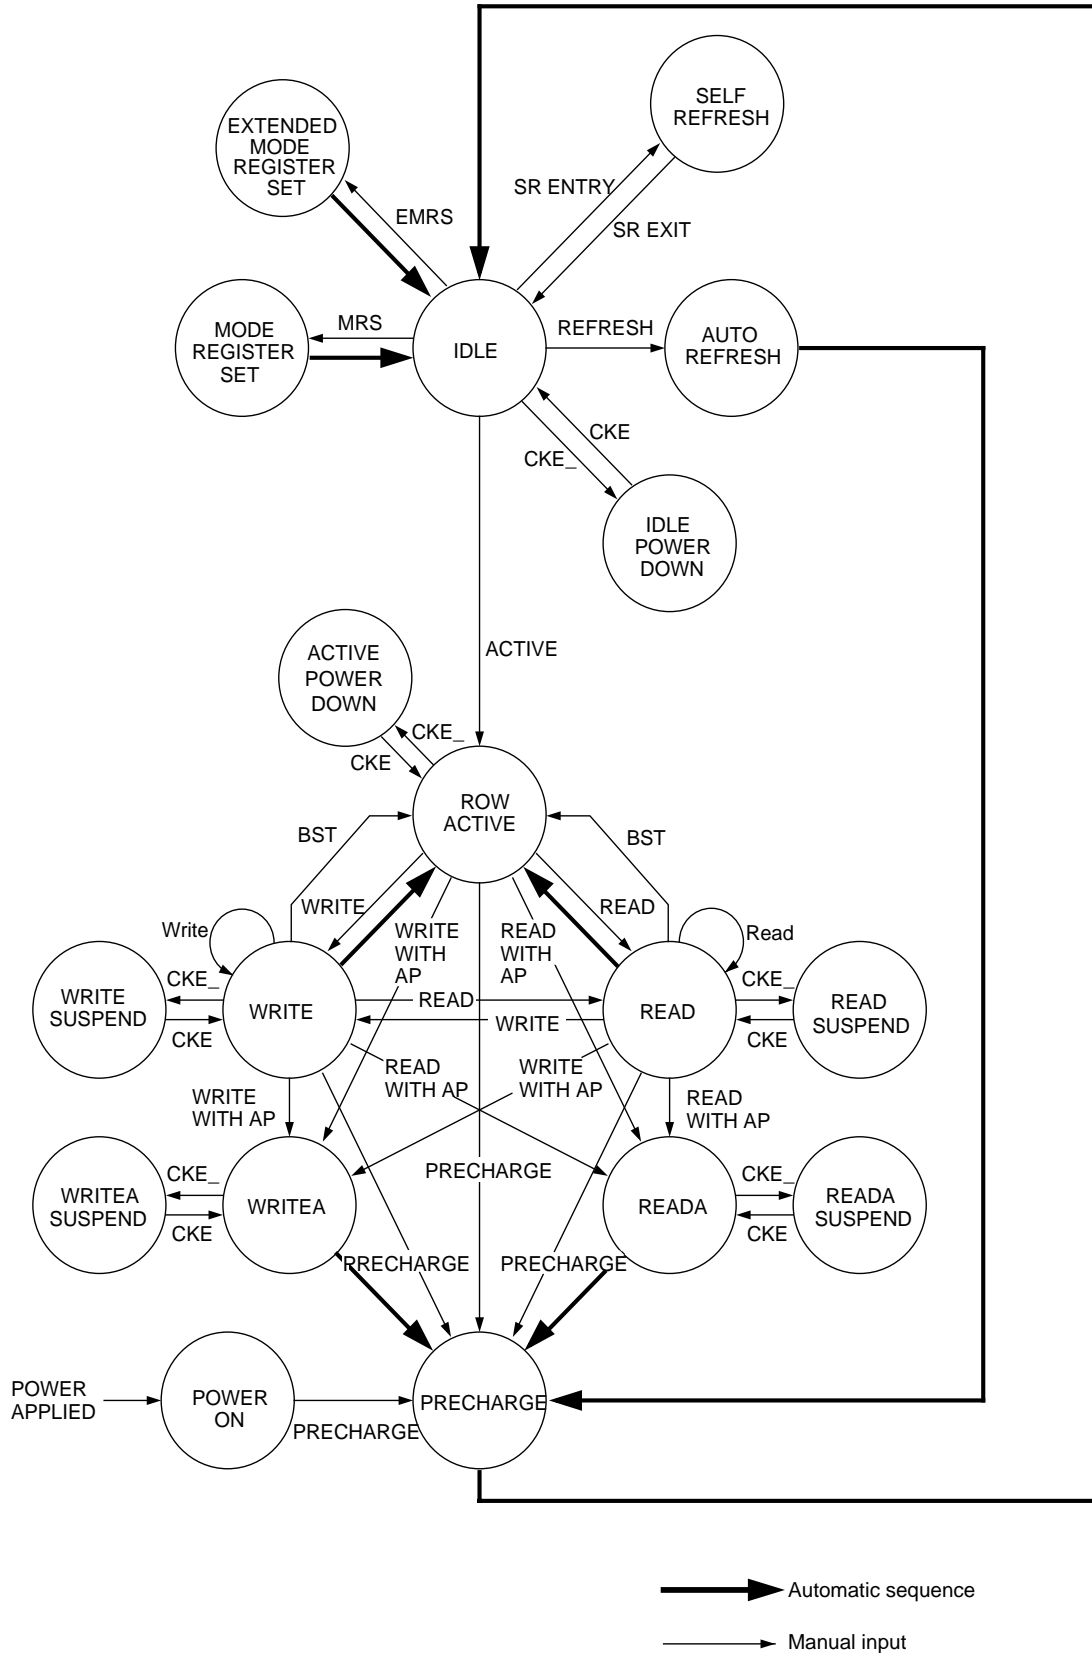 SELF
REFRESH
EXTENDED
MODE
REGISTER
SET
SR ENTRY
EMRS
SR EXIT
MRS
REFRESH
MODE
REGISTER
SET
IDLE
AUTO
REFRESH
CKE
CKE_
IDLE
POWER
DOWN
ACTIVE
ACTIVE
POWER
DOWN
CKE_
CKE
ROW
ACTIVE
BST
BST
WRITE
READ
Write
WRITE
WITH
AP
READ
WITH
AP
Read
CKE_
CKE_
WRITE
SUSPEND
WRITE
READ
READ
READ
SUSPEND
WRITE
CKE
CKE
READ
WITH AP
WRITE
WITH AP
WRITE
WITH AP
READ
WITH AP
CKE_
PRECHARGE
CKE_
WRITEA
SUSPEND
WRITEA
READA
READA
SUSPEND
CKE
CKE
PRECHARGE
PRECHARGE
POWER
APPLIED
POWER
ON
PRECHARGE
PRECHARGE
Automatic sequence
Manual input